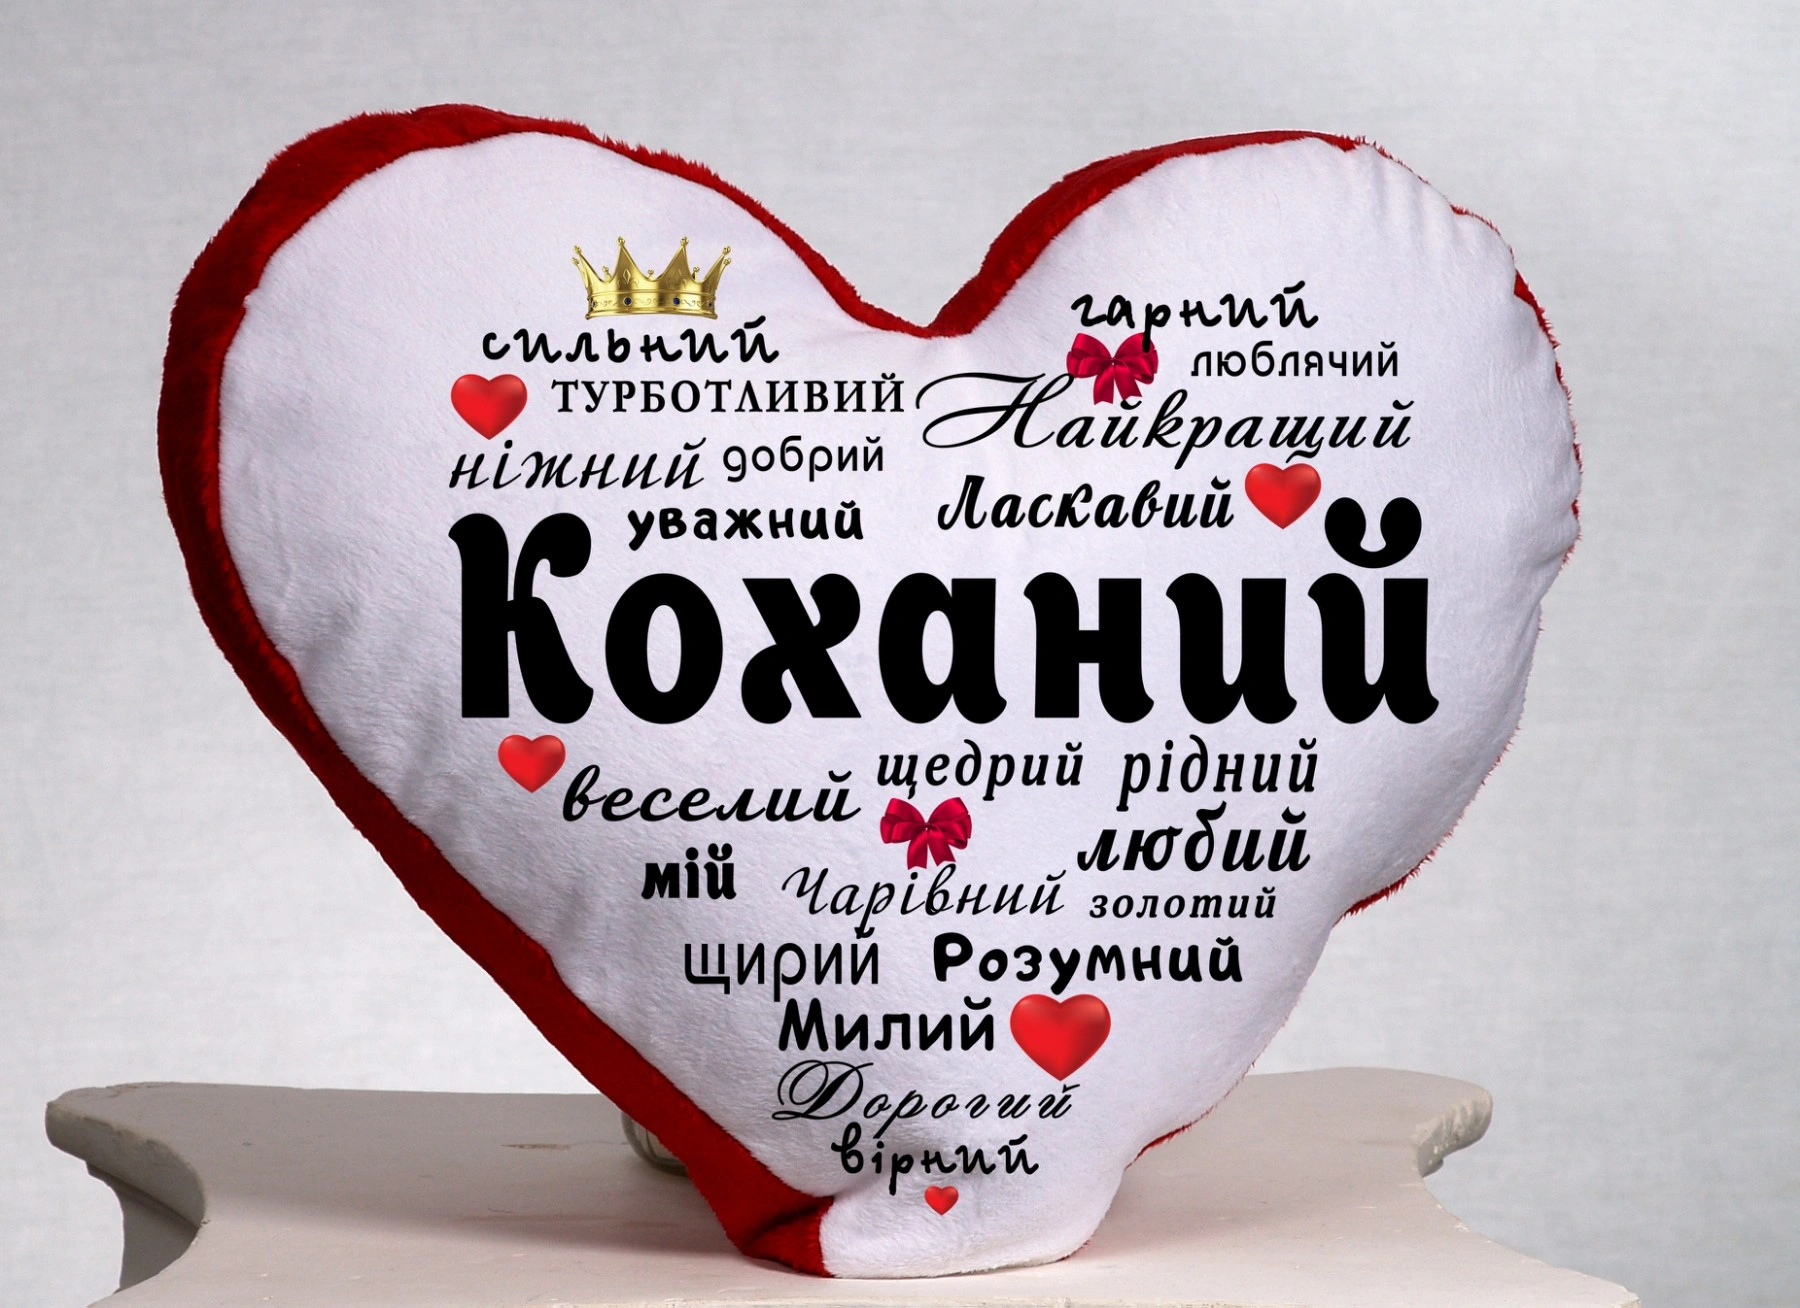 сильний
гарний
люблячий
ТУРБОТЛИВИЙ
Найкращий
ніжний добрий
Ласкавий
уважний
Коханий
щедрий рідний
веселий
любий
мій Чарівний золотий
щирий Розумний
Милий
Дорогий
вірний